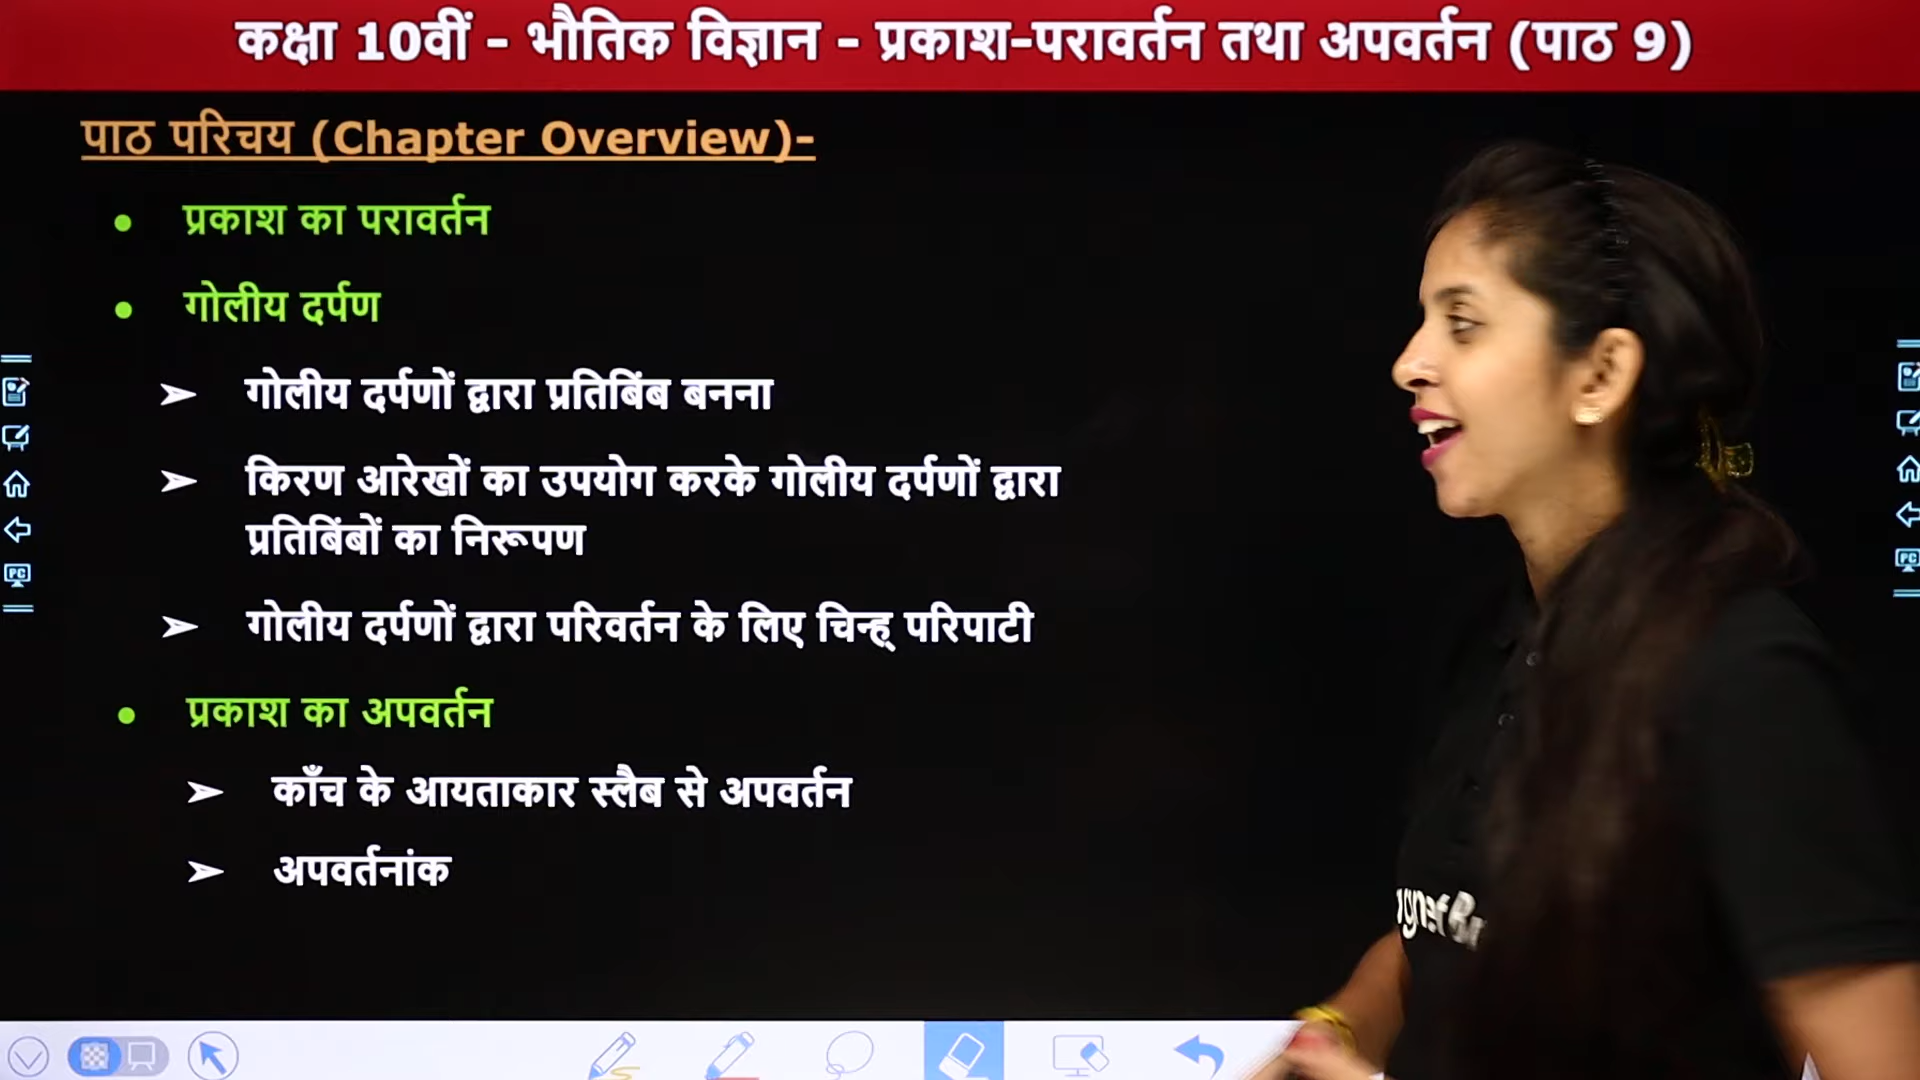 कक्षा 10वीं - भौतिक विज्ञान - प्रकाश-परावर्तन तथा अपवर्तन (पाठ 9)
पाठ परिचय (Chapter Overview)-
• प्रकाश का परावर्तन
• गोलीय दर्पण
➢ गोलीय दर्पणों द्वारा प्रतिबिंब बनना
➢ किरण आरेखों का उपयोग करके गोलीय दर्पणों द्वारा
प्रतिबिंबों का निरूपण
➢ गोलीय दर्पणों द्वारा परिवर्तन के लिए चिन्ह् परिपाटी
• प्रकाश का अपवर्तन
➢ काँच के आयताकार स्लैब से अपवर्तन
➢ अपवर्तनांक
PC
PC